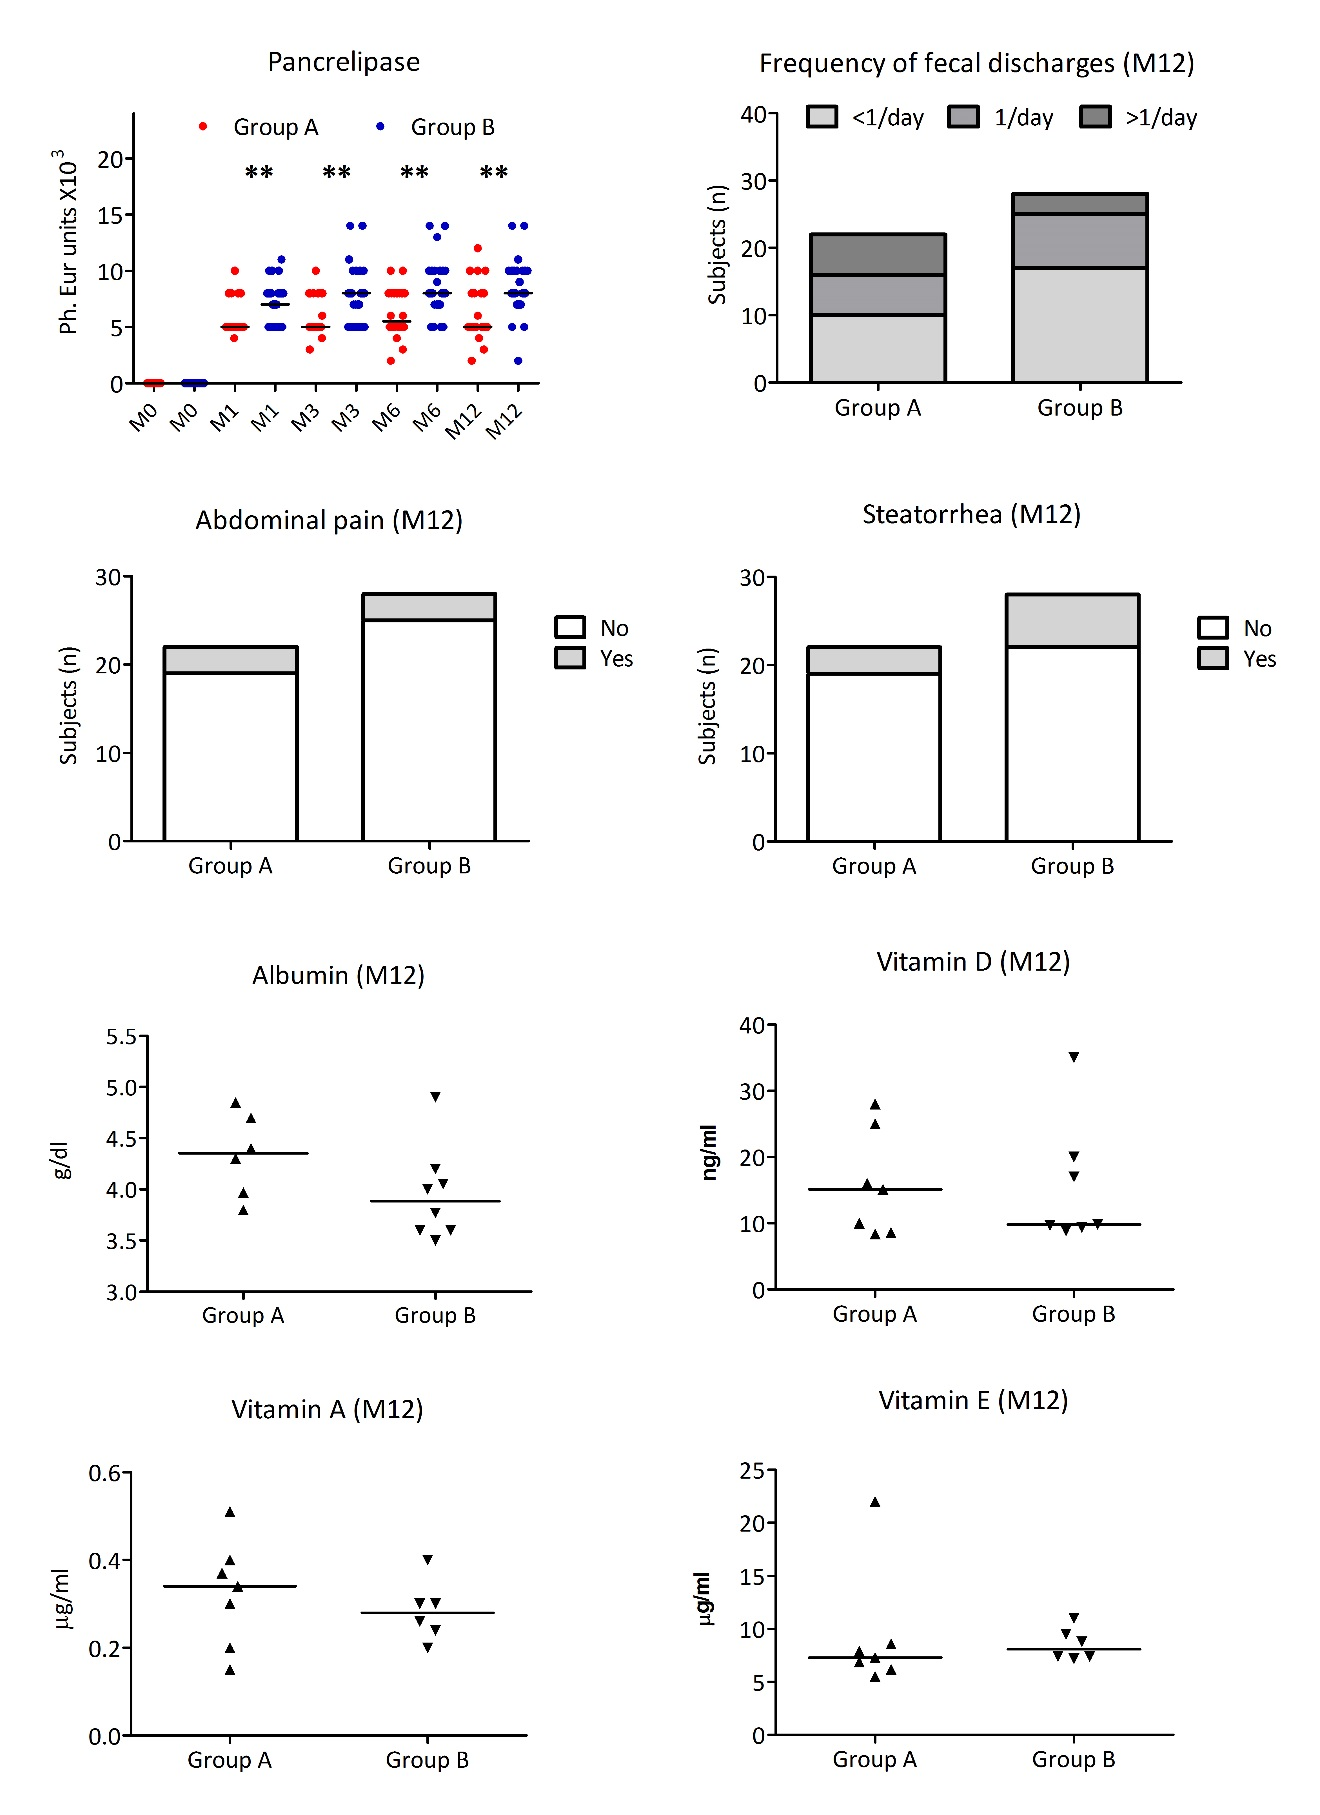 Pancrelipase
Group A
Group B
Ph. Eur units X10³
20
15
10
5
0
** ** ** **
M0 M0 M1 M1 M3 M3 M6 M6 M12 M12
Frequency of fecal discharges (M12)
<1/day 1/day >1/day
Subjects (n)
40
30
20
10
0
Group A Group B
Abdominal pain (M12)
Subjects (n)
30
20
10
0
Group A Group B
No
Yes
Steatorrhea (M12)
Subjects (n)
30
20
10
0
Group A Group B
No
Yes
Albumin (M12)
g/dl
5.5
5.0
4.5
4.0
3.5
3.0
Group A Group B
Vitamin D (M12)
ng/ml
40
30
20
10
0
Group A Group B
Vitamin A (M12)
µg/ml
0.6
0.4
0.2
0.0
Group A Group B
Vitamin E (M12)
µg/ml
25
20
15
10
5
0
Group A Group B